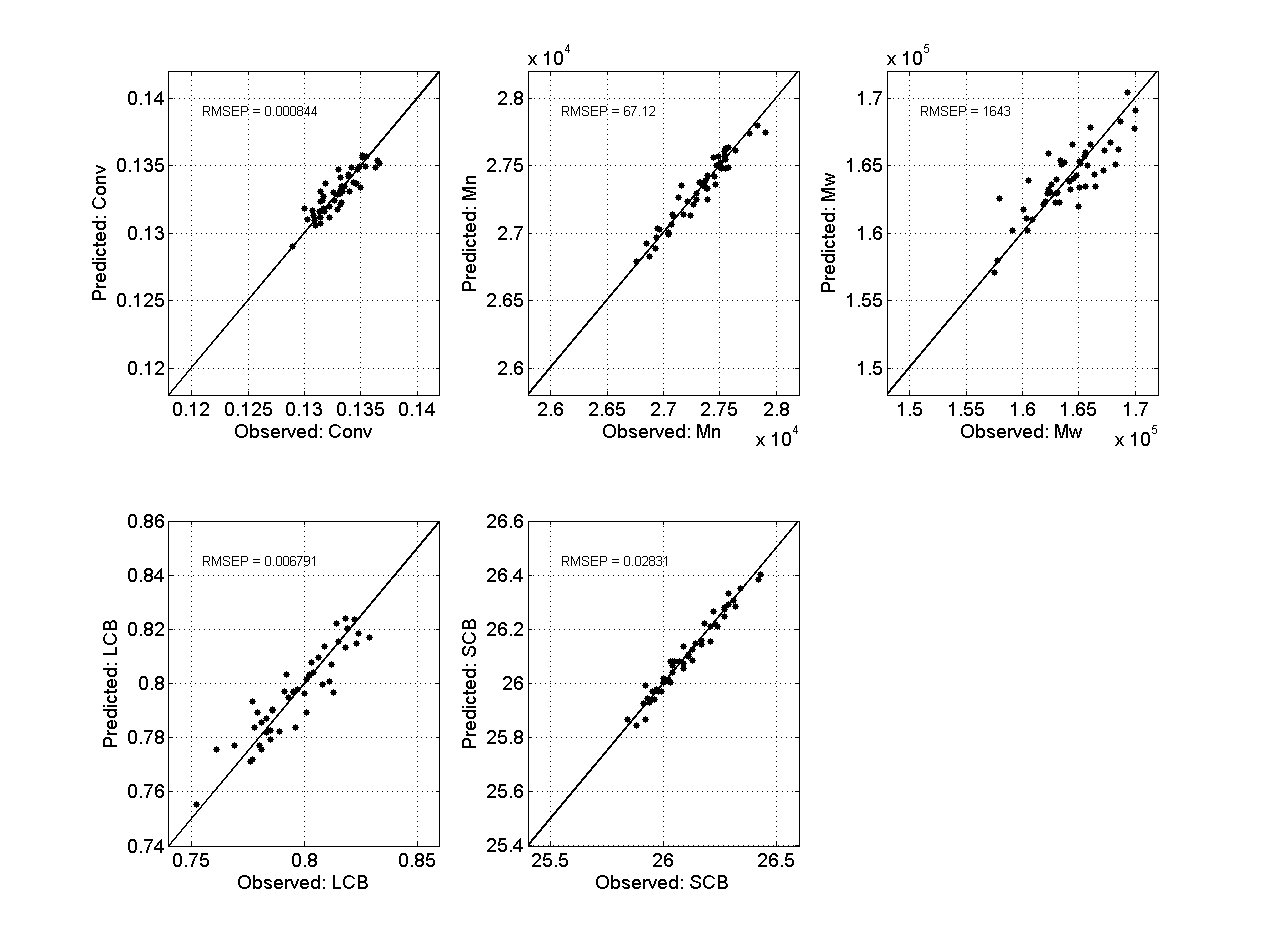 0.14
0.135
0.13
0.125
0.12
Predicted: Conv
RMSEP = 0.000844
0.12 0.125 0.13 0.135 0.14
Observed: Conv
x 10^4
2.8
2.75
2.7
2.65
2.6
Predicted: Mn
RMSEP = 67.12
2.6 2.65 2.7 2.75 2.8
Observed: Mn
x 10^4
x 10^5
1.7
1.65
1.6
1.55
1.5
Predicted: Mw
RMSEP = 1643
1.5 1.55 1.6 1.65 1.7
Observed: Mw
x 10^5
0.86
0.84
0.82
0.8
0.78
0.76
0.74
Predicted: LCB
RMSEP = 0.006791
0.75 0.8 0.85
Observed: LCB
26.6
26.4
26.2
26
25.8
25.6
25.4
Predicted: SCB
RMSEP = 0.02831
25.5 26 26.5
Observed: SCB